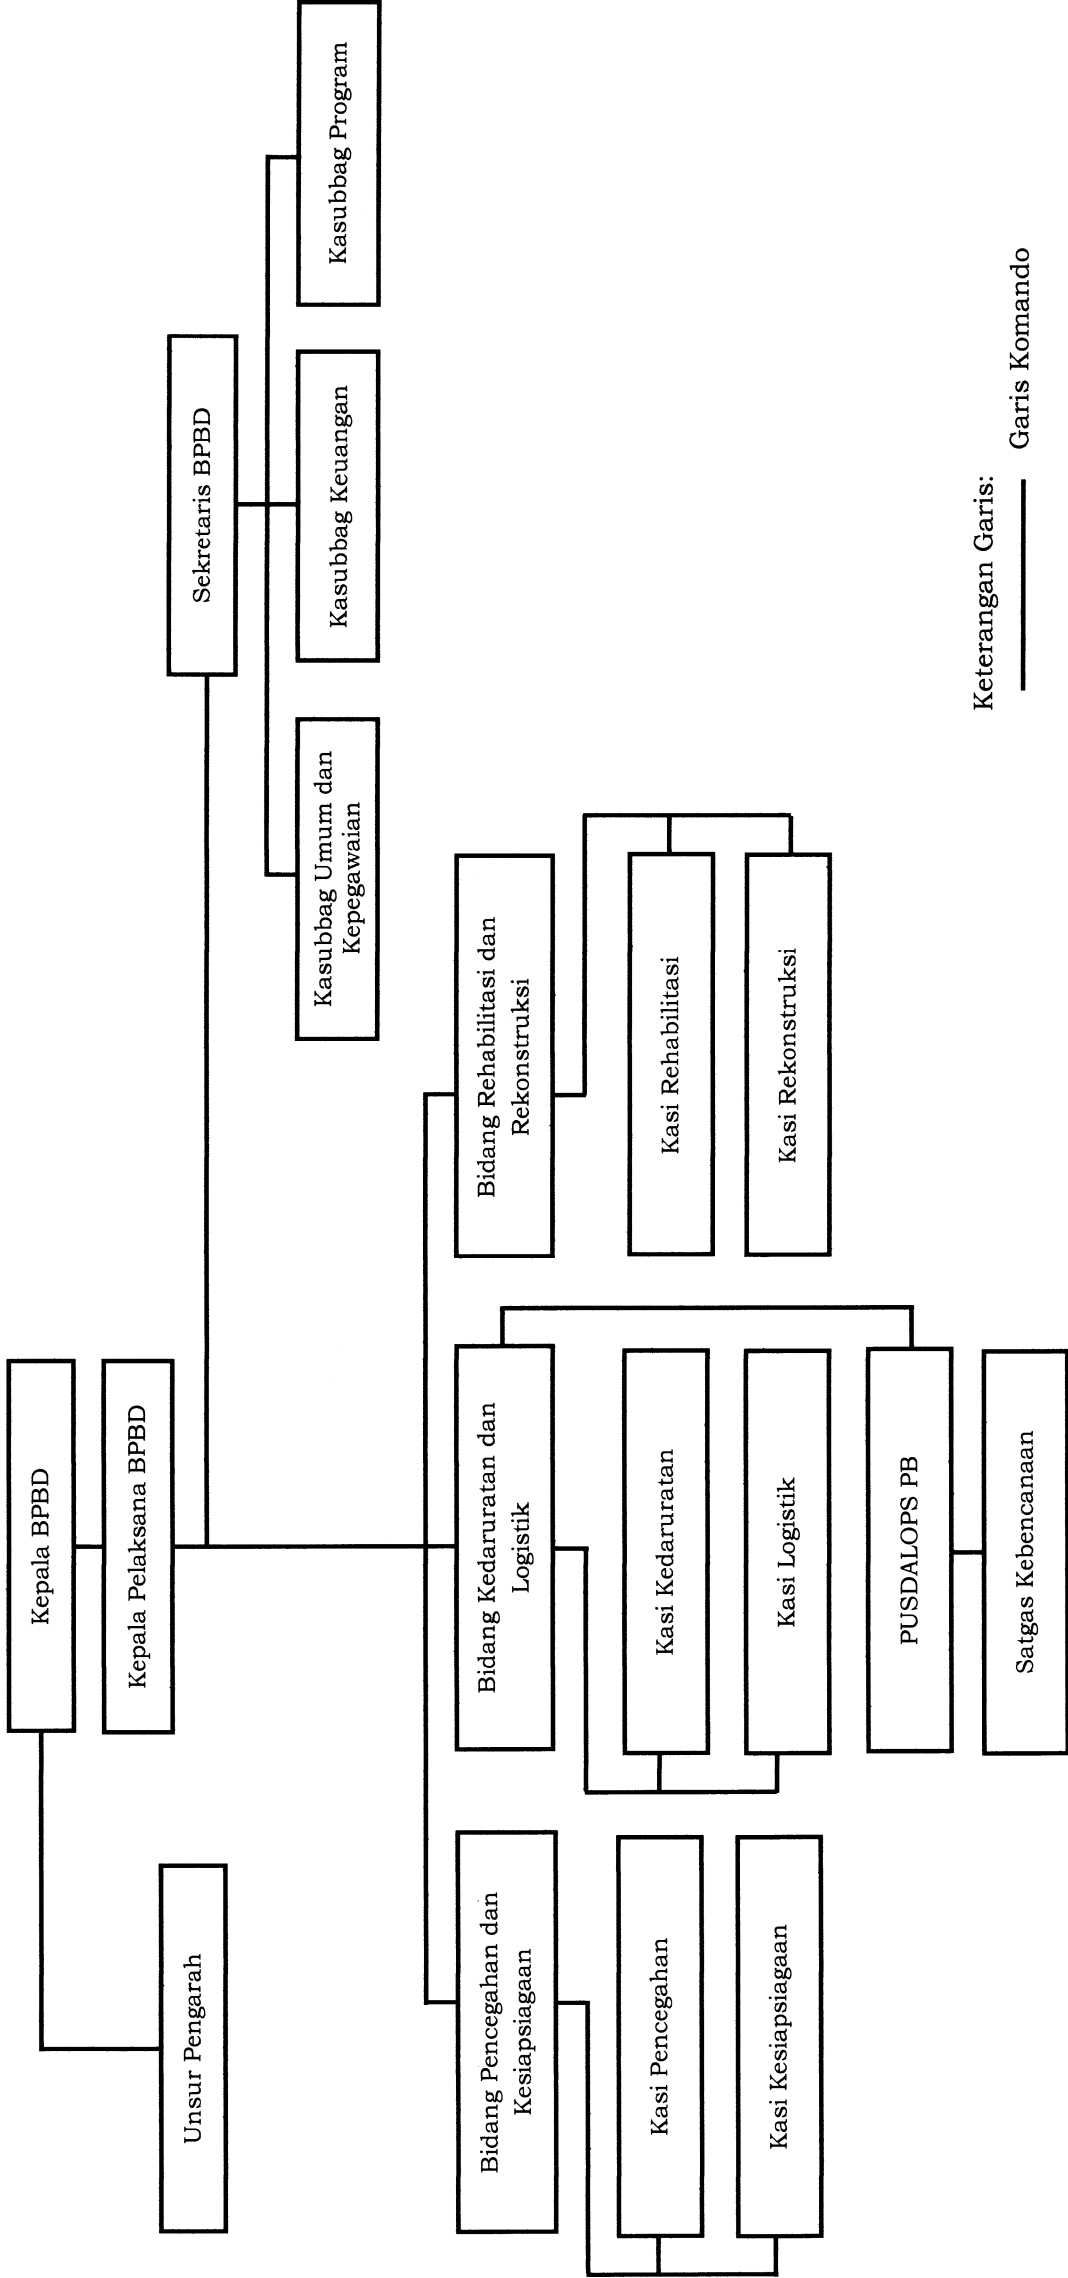 Kepala BPBD
Kepala Pelaksana BPBD
Unsur Pengarah
Sekretaris BPBD
Kasubbag Umum dan
Kepegawaian
Kasubbag Keuangan
Kasubbag Program
Bidang Pencegahan dan
Kesiapsiagaan
Bidang Kedaruratan dan
Logistik
Bidang Rehabilitasi dan
Rekonstruksi
Kasi Pencegahan
Kasi Kesiapsiagaan
Kasi Kedaruratan
Kasi Logistik
PUSDALOPS PB
Satgas Kebencanaan
Kasi Rehabilitasi
Kasi Rekonstruksi
Keterangan Garis:
Garis Komando